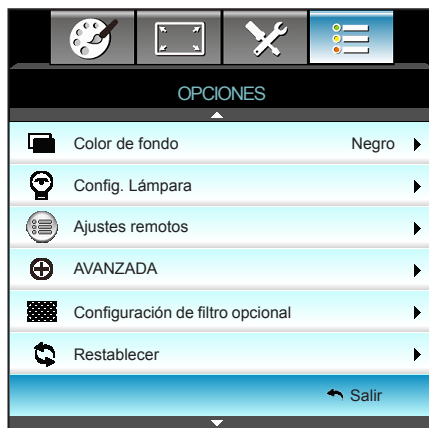 OPCIONES
Color de fondo Negro
Config. Lámpara
Ajustes remotos
AVANZADA
Configuración de filtro opcional
Restablecer
Salir